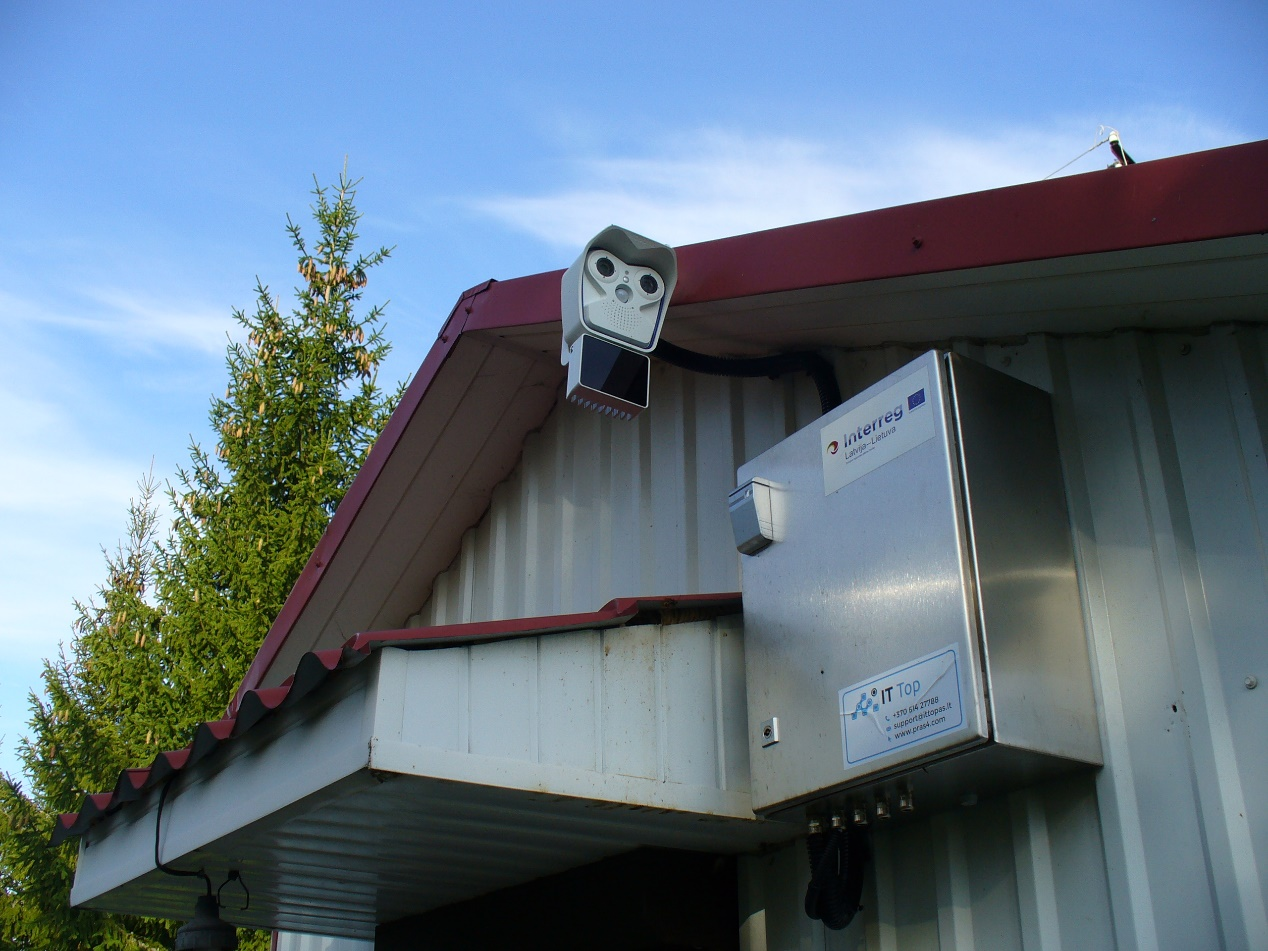 Interreg
Latvija–Lietuva
IT Top
+370 614 27788
support@ittopas.lt
www.pras4.com